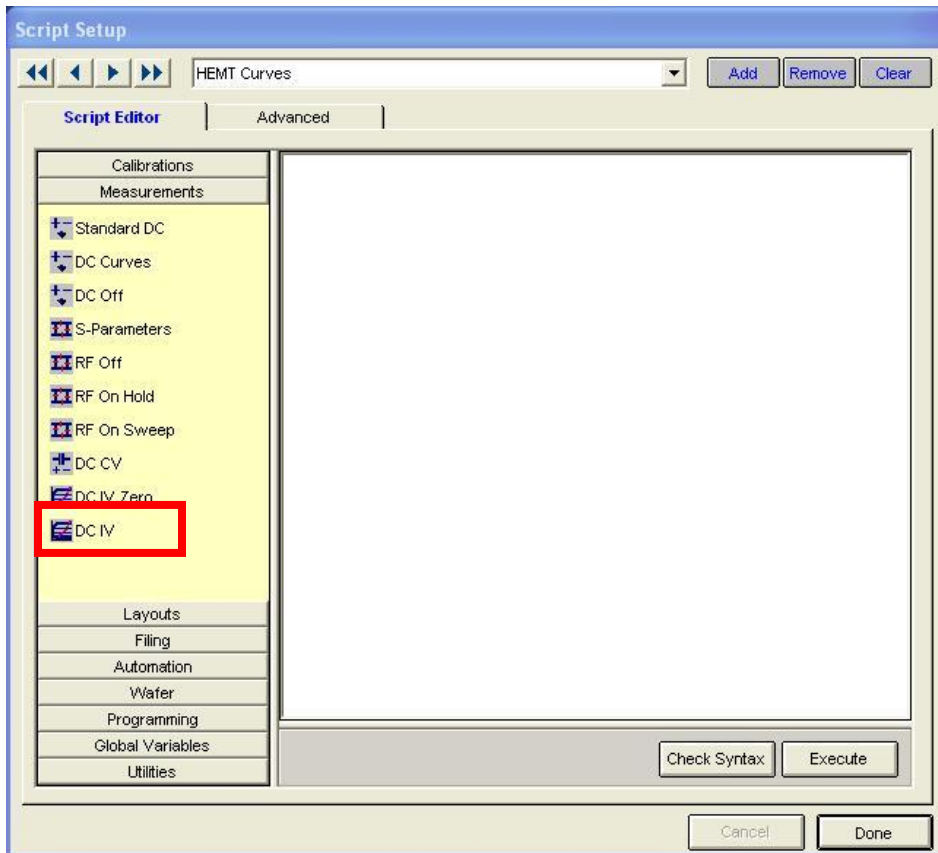 Script Setup
HEMT Curves
Add
Remove
Clear
Script Editor
Advanced
Calibrations
Measurements
Standard DC
DC Curves
DC Off
S-Parameters
RF Off
RF On Hold
RF On Sweep
DC CV
DC IV Zero
DC IV
Layouts
Filing
Automation
Wafer
Programming
Global Variables
Utilities
Check Syntax
Execute
Cancel
Done